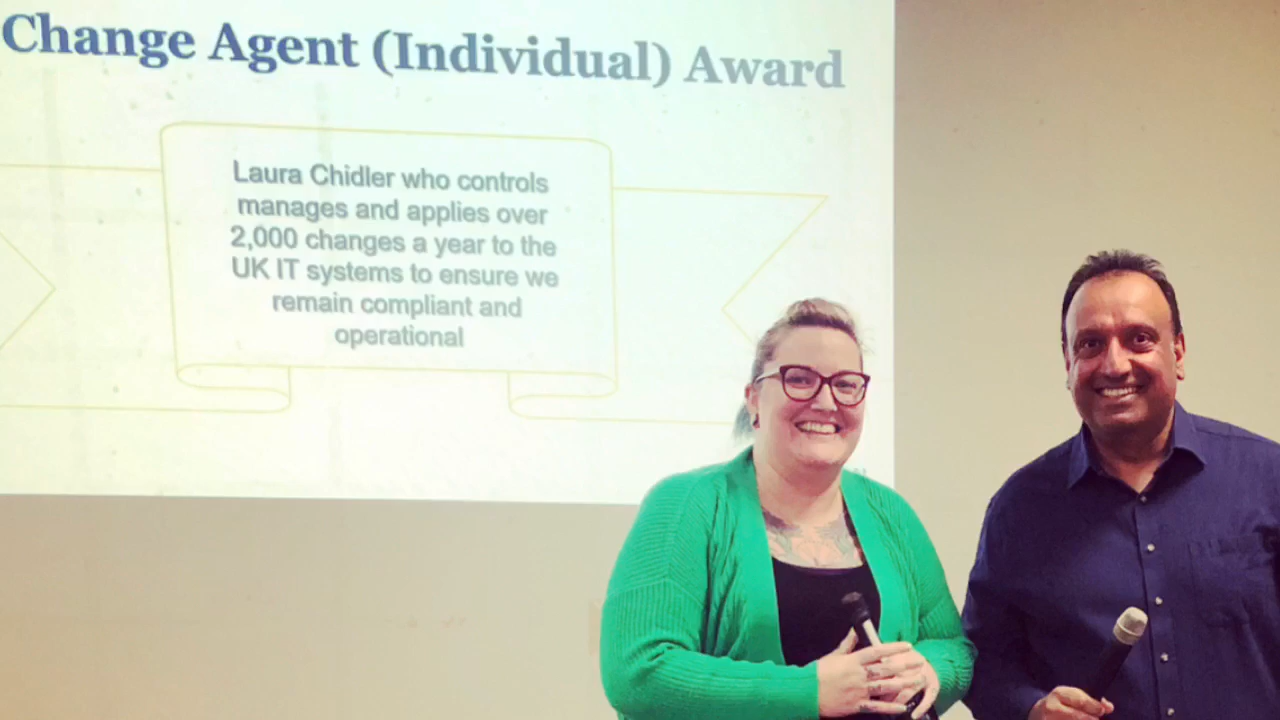 Change Agent (Individual) Award
Laura Chidler who controls
manages and applies over
2,000 changes a year to the
UK IT systems to ensure we
remain compliant and
operational